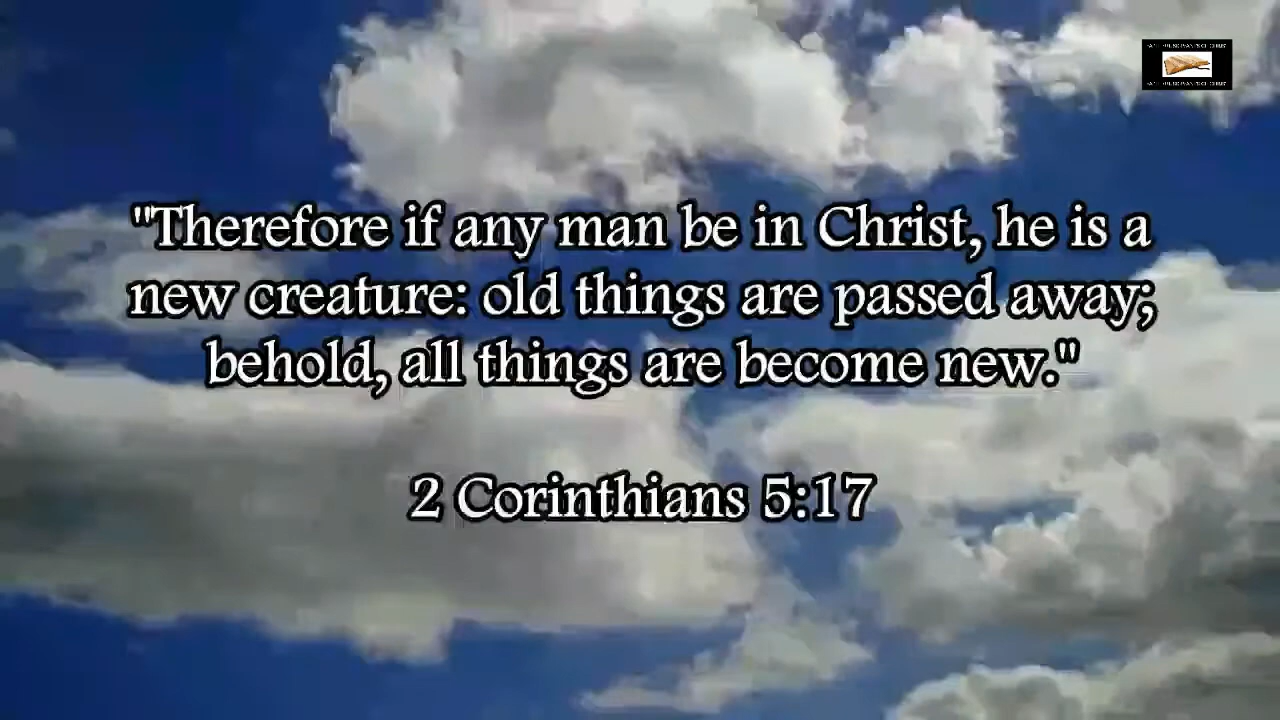 "Therefore if any man be in Christ, he is a
new creature: old things are passed away;
behold, all things are become new."
2 Corinthians 5:17